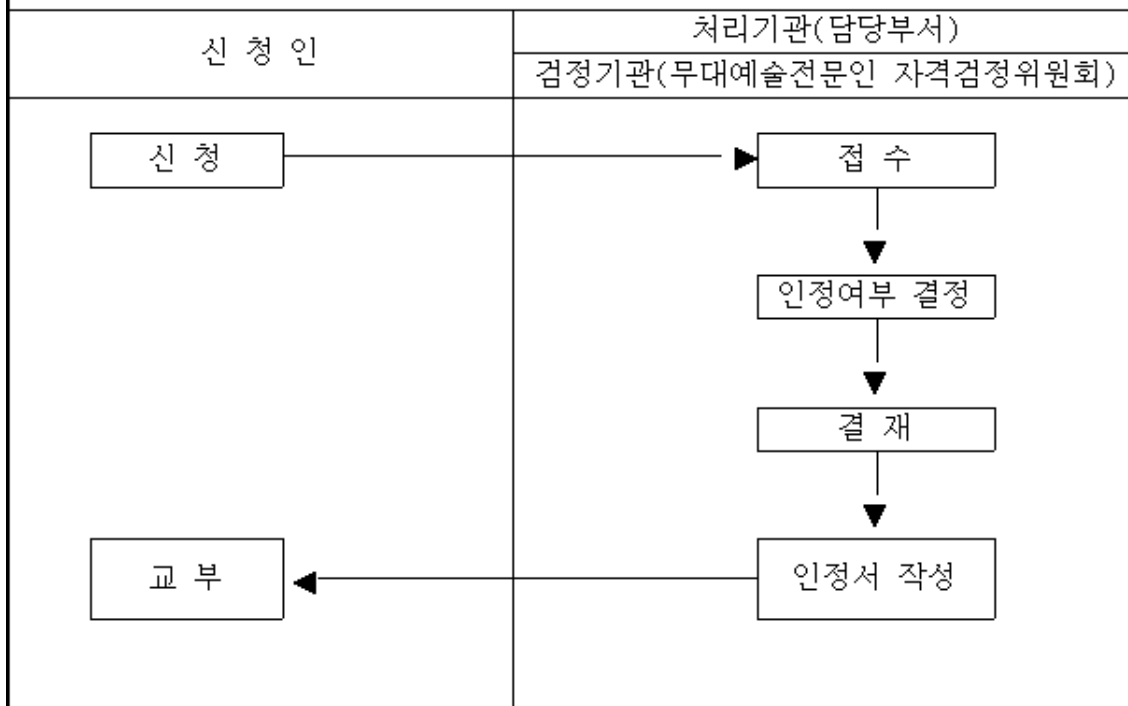 신 청 인
처리기관(담당부서)
검정기관(무대예술전문인 자격검정위원회)
신 청
접 수
인정여부 결정
결 재
교 부
인정서 작성